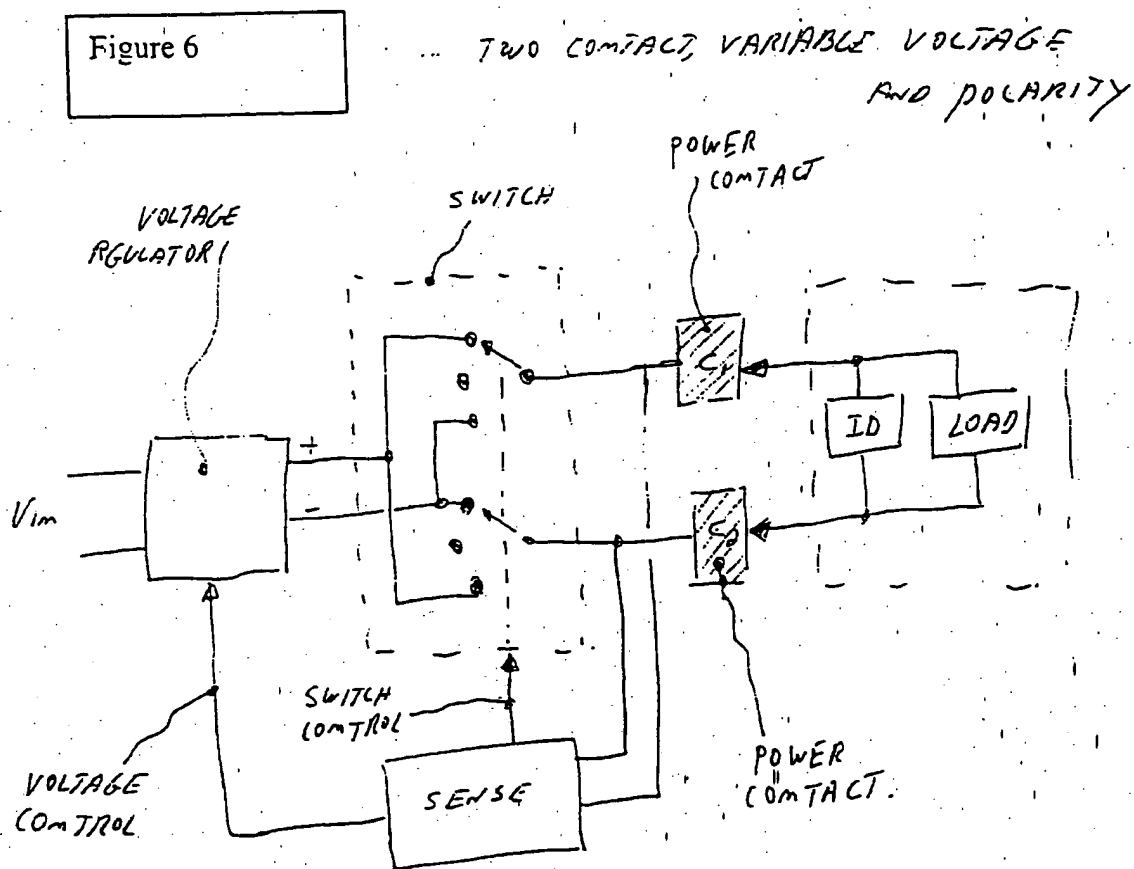 Figure 6
... TWO CONTACT, VARIABLE VOLTAGE
AND POLARITY
POWER
CONTACT
SWITCH
VOLTAGE
RGULATOR
+
-
Vin
C1
ID
LOAD
C2
SWITCH
CONTROL
SENSE
VOLTAGE
CONTROL
POWER
CONTACT.